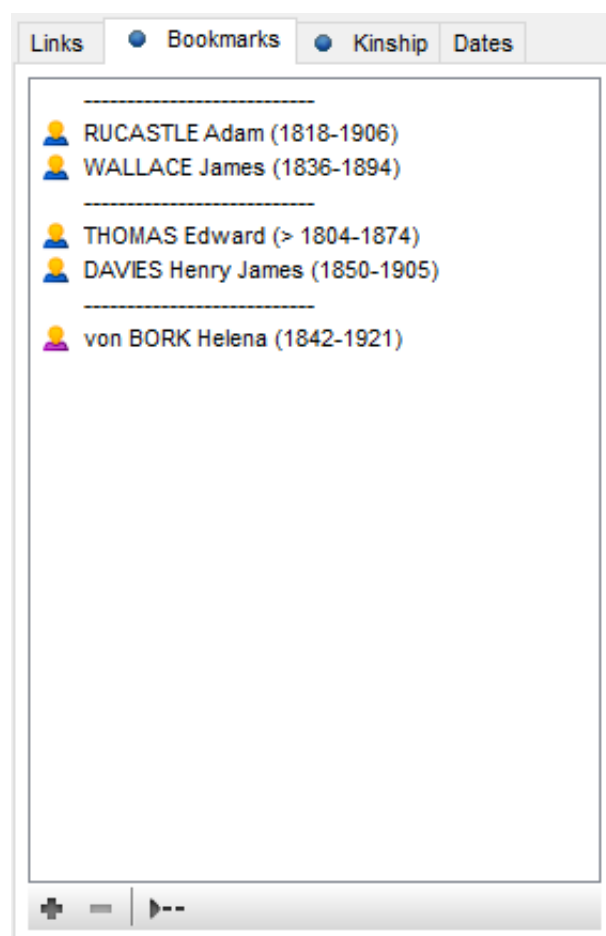 Links Bookmarks Kinship Dates
---------------------------
RUCASTLE Adam (1818-1906)
WALLACE James (1836-1894)
---------------------------
THOMAS Edward (> 1804-1874)
DAVIES Henry James (1850-1905)
---------------------------
von BORK Helena (1842-1921)